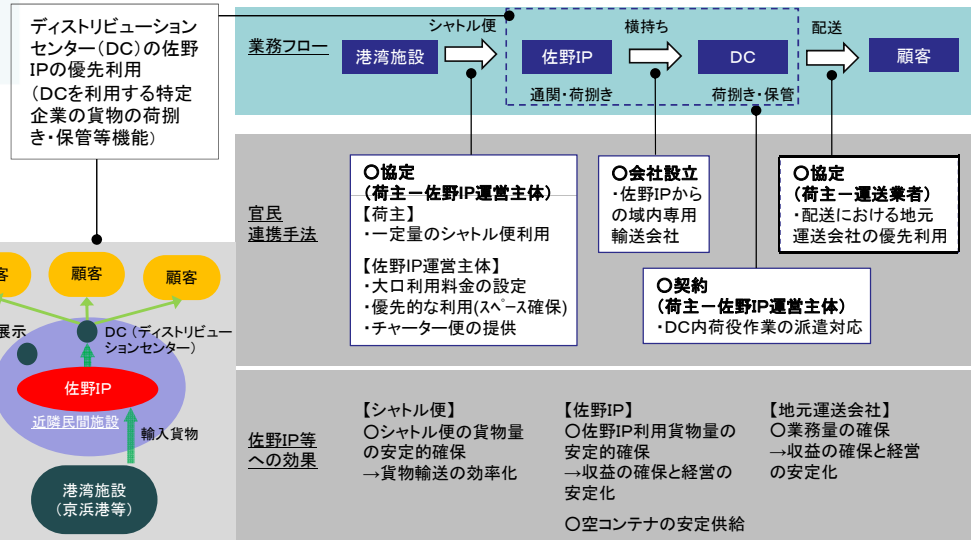 ディストリビューション
センター(DC)の佐野
IPの優先利用
(DCを利用する特定
企業の貨物の荷捌
き・保管等機能)
業務フロー
シャトル便
横持ち
配送
港湾施設
佐野IP
DC
顧客
通関・荷捌き
荷捌き・保管
官民
連携手法
〇協定
(荷主-佐野IP運営主体)
【荷主】
・一定量のシャトル便利用
【佐野IP運営主体】
・大口利用料金の設定
・優先的な利用(スペース確保)
・チャーター便の提供
〇会社設立
・佐野IPから
の域内専用
輸送会社
〇協定
(荷主-運送業者)
・配送における地元
運送会社の優先利用
〇契約
(荷主-佐野IP運営主体)
・DC内荷役作業の派遣対応
客
顧客
顧客
展示
DC(ディストリビュー
ションセンター)
佐野IP
近隣民間施設
輸入貨物
港湾施設
(京浜港等)
佐野IP等
への効果
【シャトル便】
〇シャトル便の貨物量
の安定的確保
→貨物輸送の効率化
【佐野IP】
〇佐野IP利用貨物量の
安定的確保
→収益の確保と経営の
安定化
〇空コンテナの安定供給
【地元運送会社】
〇業務量の確保
→収益の確保と経営
の安定化